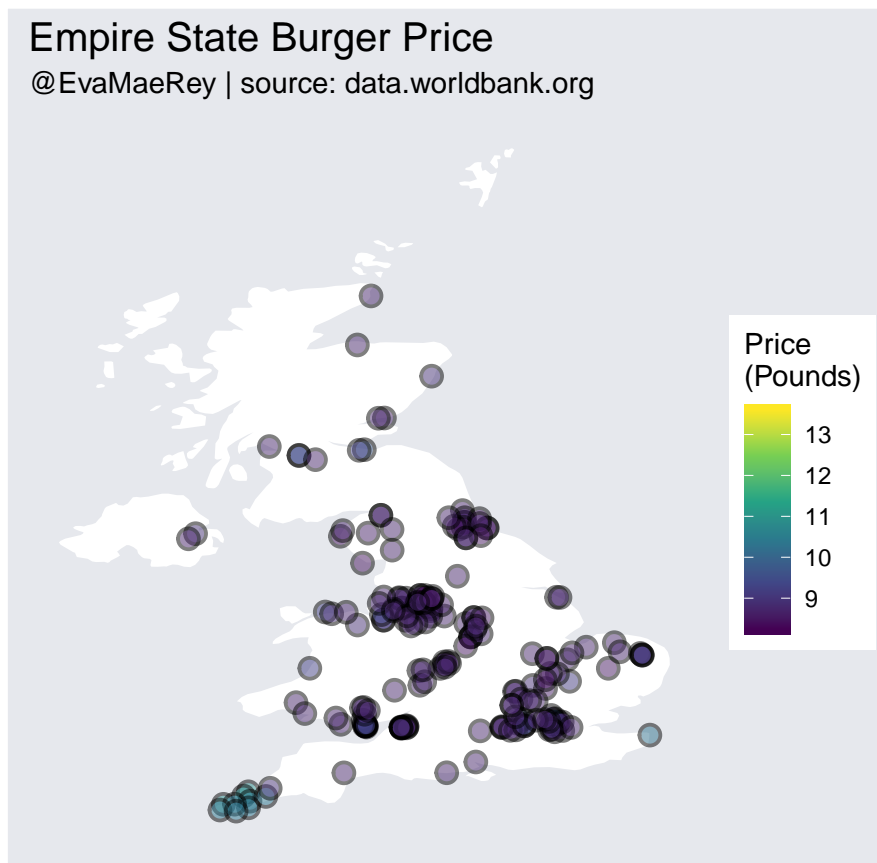 Empire State Burger Price
@EvaMaeRey | source: data.worldbank.org
Price
(Pounds)
13
12
11
10
9